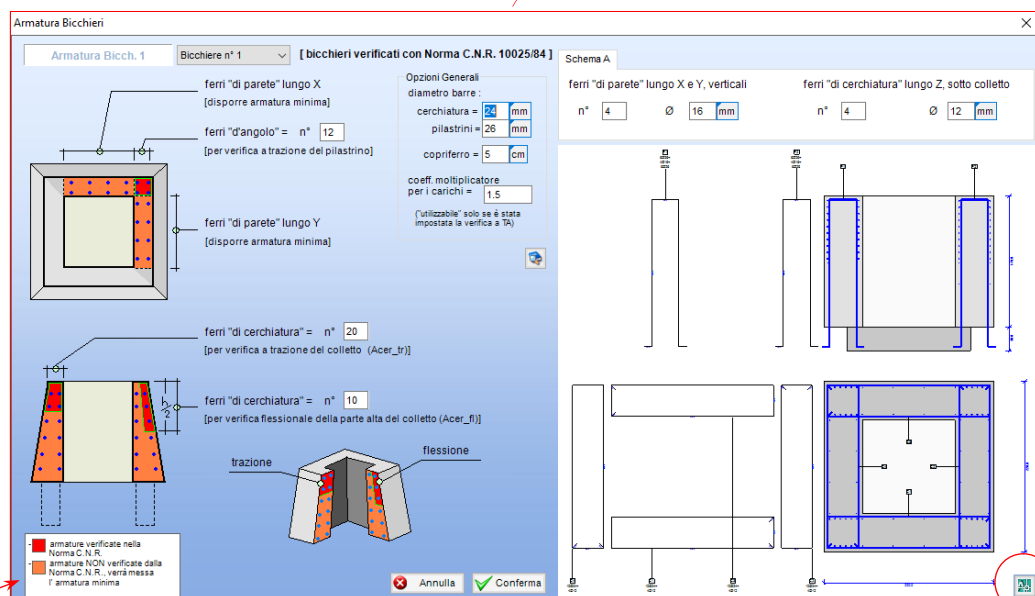 Armatura Bicchieri
Armatura Bicch. 1
Bicchiere n° 1
[ bicchieri verificati con Norma C.N.R. 10025/84 ]
ferri "di parete" lungo X
[disporre armatura minima]
ferri "d'angolo" = n° 12
[per verifica a trazione del pilastrino]
ferri "di parete" lungo Y
[disporre armatura minima]
Opzioni Generali
diametro barre :
cerchiatura = 24 mm
pilastrini = 26 mm
copriferro = 5 cm
coeff. moltiplicatore
per i carichi = 1.5
("utilizzabile" solo se è stata
impostata la verifica a TA)
ferri "di cerchiatura" = n° 20
[per verifica a trazione del colletto (Acer_tr)]
h/2
ferri "di cerchiatura" = n° 10
[per verifica flessionale della parte alta del colletto (Acer_fl)]
trazione
flessione
armature verificate nella
Norma C.N.R.
armature NON verificate dalla
Norma C.N.R., verrà messa
l' armatura minima
Annulla
Conferma
Schema A
ferri "di parete" lungo X e Y, verticali
n° 4 Ø 16 mm
ferri "di cerchiatura" lungo Z, sotto colletto
n° 4 Ø 12 mm